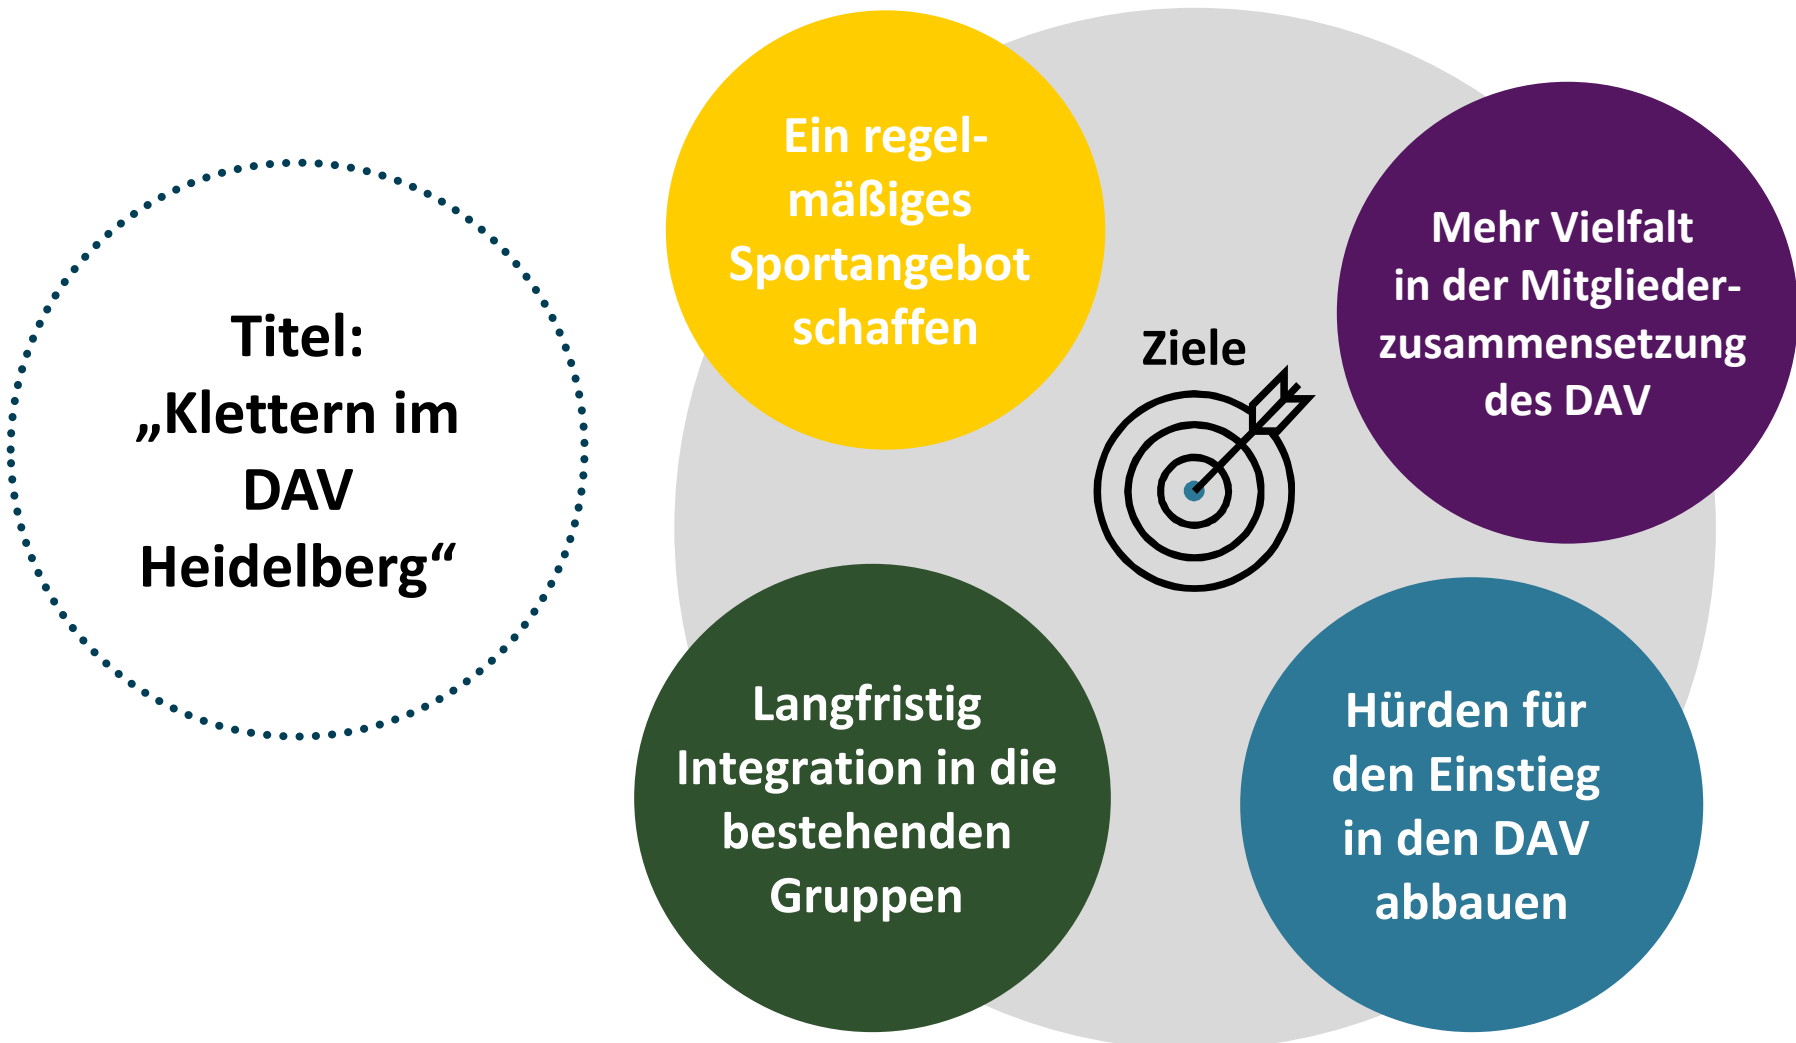 Titel:
„Klettern im
DAV
Heidelberg“
Ein regel-
mäßiges
Sportangebot
schaffen
Mehr Vielfalt
in der Mitglieder-
zusammensetzung
des DAV
Ziele
Langfristig
Integration in die
bestehenden
Gruppen
Hürden für
den Einstieg
in den DAV
abbauen